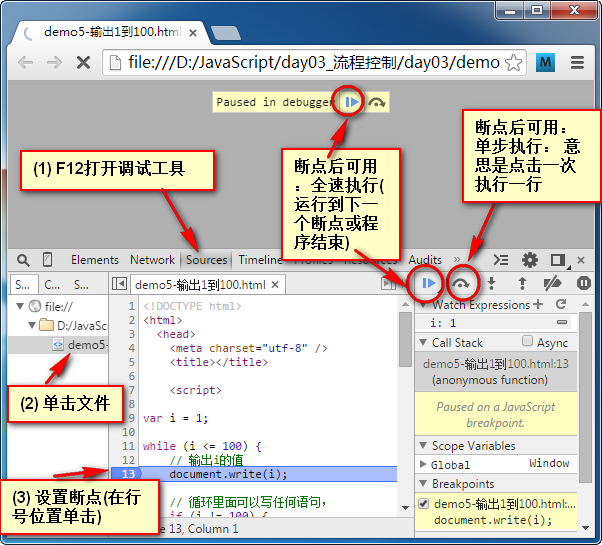 demo5-输出1到100.html
file:///D:/JavaScript/day03_流程控制/day03/demo
M
Paused in debugger
(1) F12打开调试工具
断点后可用
：全速执行(
运行到下一
个断点或程
序结束)
断点后可用：
单步执行： 意
思是点击一次
执行一行
Elements Network Sources Timeline Profiles Resources Audits »
S... C... S...
demo5-输出1到100.html
file://
D:/JavaSc
demo5-
(2) 单击文件
(3) 设置断点(在行
号位置单击)
1 <!DOCTYPE html>
2 <html>
3 <head>
4 <meta charset="utf-8" />
5 <title></title>
6
7 <script>
8
9 var i = 1;
10
11 while (i <= 100) {
12 // 输出i的值
13 document.write(i);
// 循环里面可以写任何语句，
if (i != 100) {
13, Column 1
Watch Expressions
i: 1
Call Stack Async
demo5-输出1到100.html:13
(anonymous function)
Paused on a JavaScript
breakpoint.
Scope Variables
Global Window
Breakpoints
demo5-输出1到100.html:...
document.write(i);